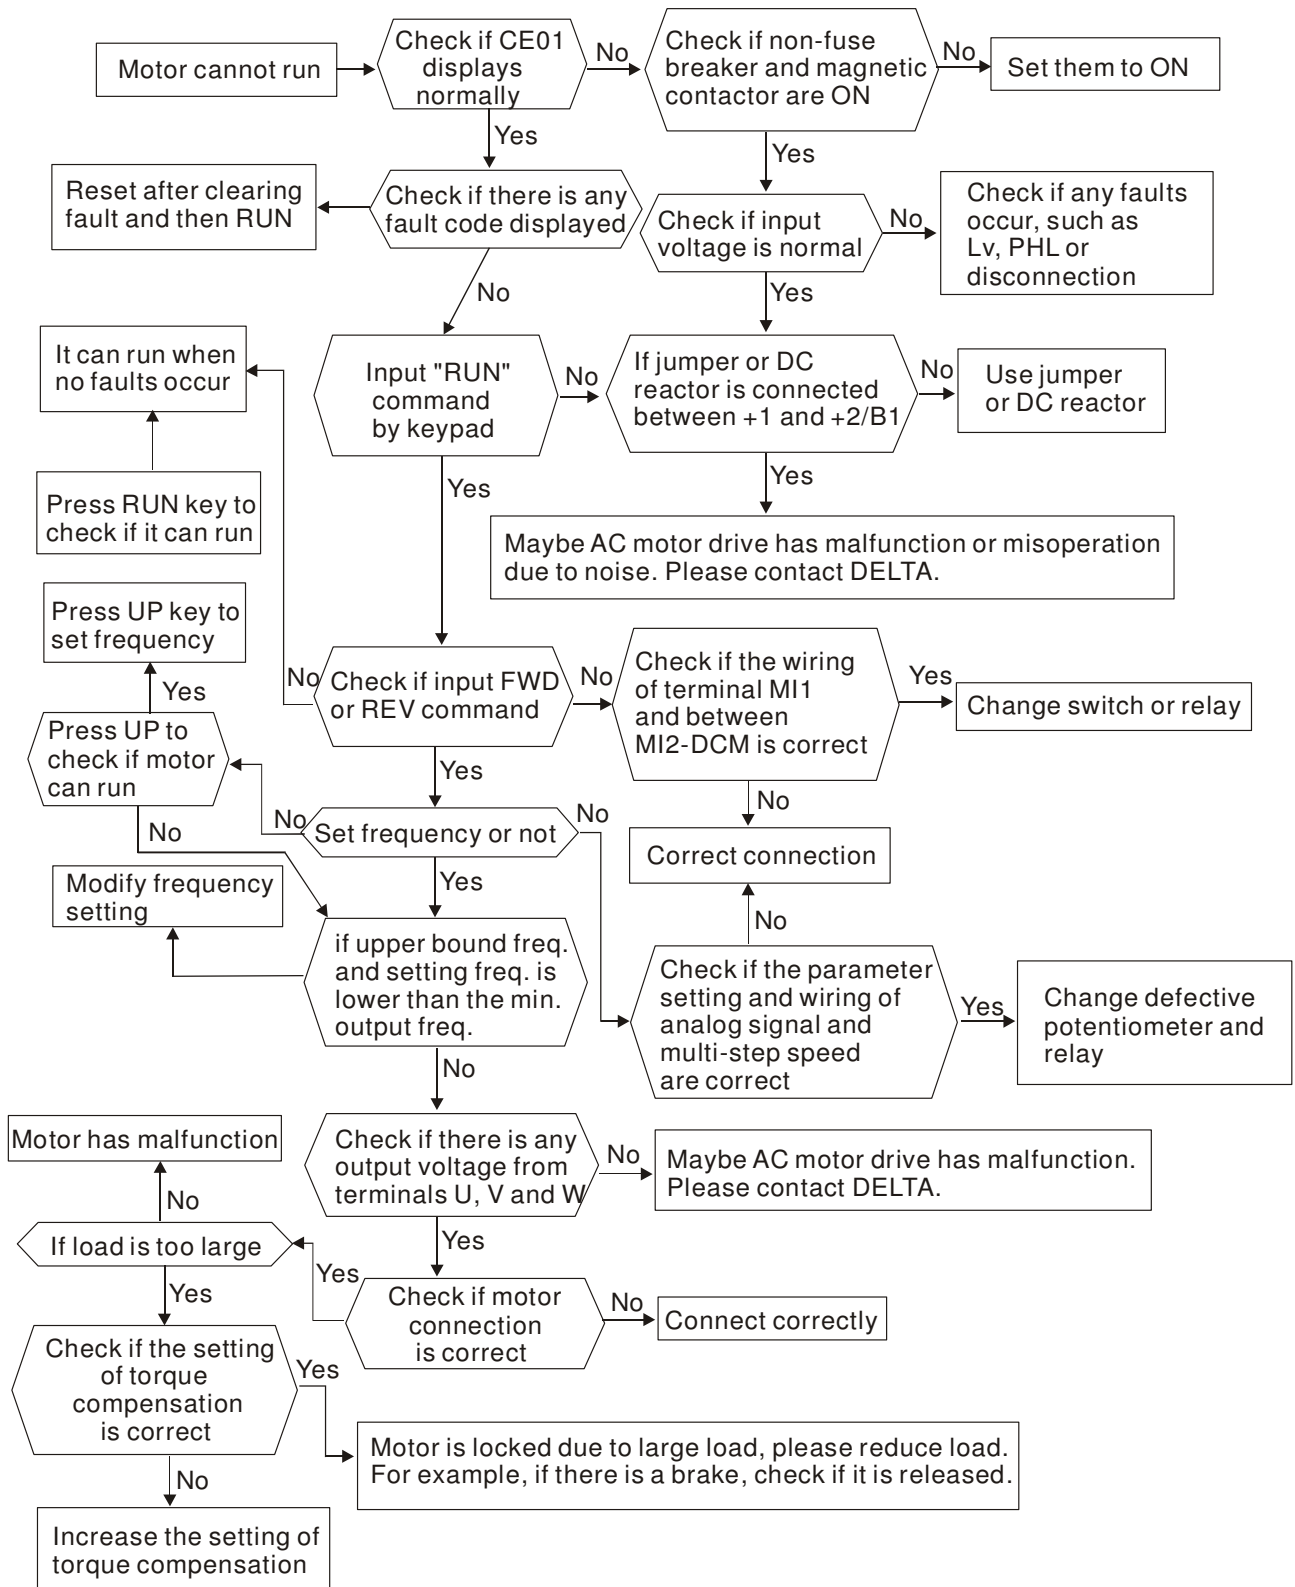 Motor cannot run
Check if CE01
displays
normally
No
Check if non-fuse
breaker and magnetic
contactor are ON
No
Set them to ON
Yes
Yes
Reset after clearing
fault and then RUN
Check if there is any
fault code displayed
Check if input
voltage is normal
No
Check if any faults
occur, such as
Lv, PHL or
disconnection
No
Yes
It can run when
no faults occur
Input "RUN"
command
by keypad
No
If jumper or DC
reactor is connected
between +1 and +2/B1
No
Use jumper
or DC reactor
Press RUN key to
check if it can run
Yes
Yes
Maybe AC motor drive has malfunction or misoperation
due to noise. Please contact DELTA.
Press UP key to
set frequency
Yes
No
Check if input FWD
or REV command
No
Check if the wiring
of terminal MI1
and between
MI2-DCM is correct
Yes
Change switch or relay
Press UP to
check if motor
can run
Yes
No
No
No
Set frequency or not
No
Correct connection
Modify frequency
setting
Yes
No
if upper bound freq.
and setting freq. is
lower than the min.
output freq.
Check if the parameter
setting and wiring of
analog signal and
multi-step speed
are correct
Yes
Change defective
potentiometer and
relay
No
Motor has malfunction
Check if there is any
output voltage from
terminals U, V and W
No
Maybe AC motor drive has malfunction.
Please contact DELTA.
No
If load is too large
Yes
Yes
Yes
Check if motor
connection
is correct
No
Connect correctly
Check if the setting
of torque
compensation
is correct
Yes
Motor is locked due to large load, please reduce load.
For example, if there is a brake, check if it is released.
No
Increase the setting of
torque compensation